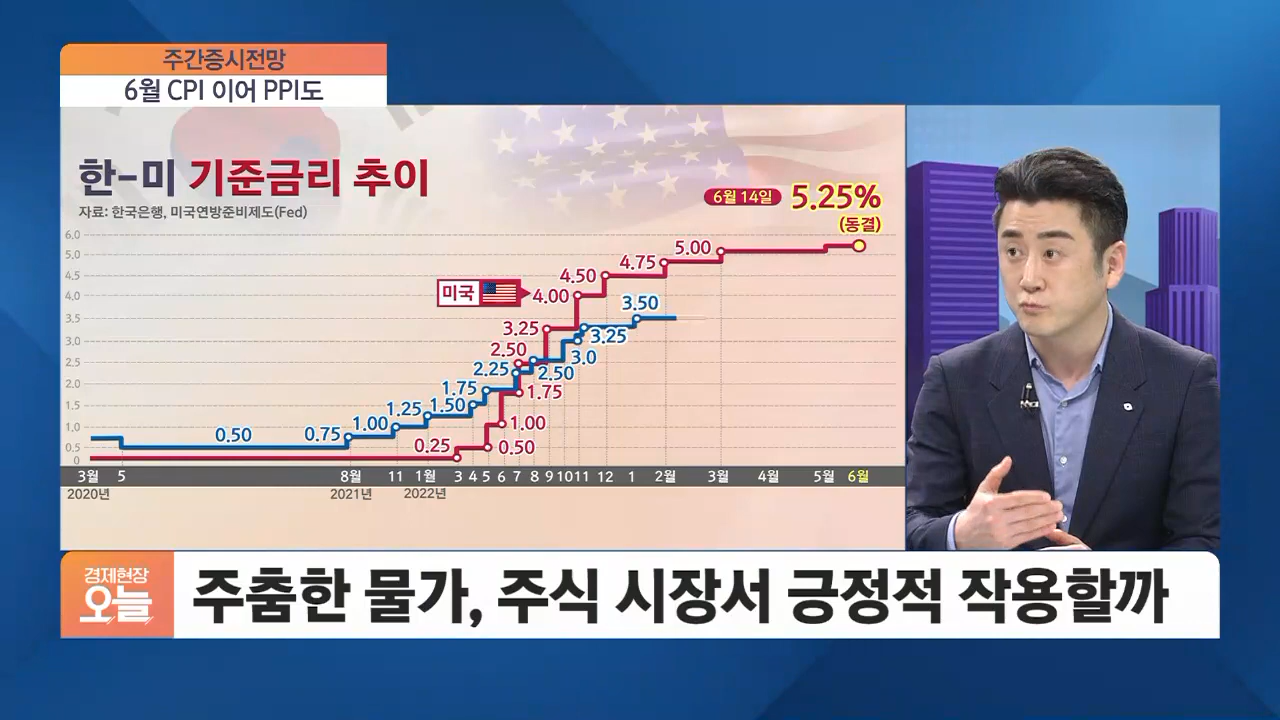 주간증시전망
6월 CPI 이어 PPI도
한-미 기준금리 추이
자료: 한국은행, 미국연방준비제도(Fed)
6월 14일 5.25%
(동결)
6.0
5.0
4.5
4.0
3.5
3.0
2.5
2.0
1.5
1.0
0.5
0
미국
0.50
0.75
1.00
1.25
1.50
1.75
2.25
2.50
3.0
3.25
3.50
0.25
0.50
1.00
1.75
2.50
3.25
4.00
4.50
4.75
5.00
3월 5 8월 11 1월 3 4 5 6 7 8 9 10 11 12 1 2월 3월 4월 5월 6월
2020년 2021년 2022년
경제현장
오늘
주춤한 물가, 주식 시장서 긍정적 작용할까